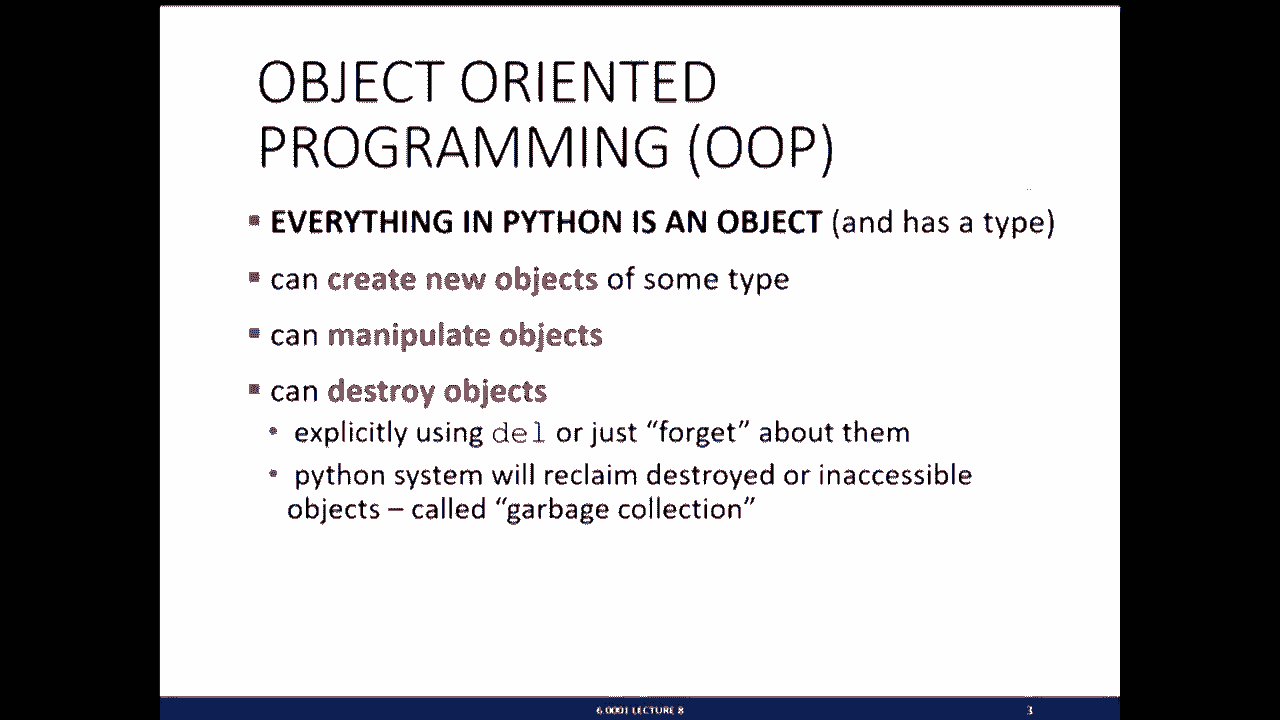 OBJECT ORIENTED
PROGRAMMING (OOP)
▪ EVERYTHING IN PYTHON IS AN OBJECT (and has a type)
▪ can create new objects of some type
▪ can manipulate objects
▪ can destroy objects
• explicitly using del or just “forget” about them
• python system will reclaim destroyed or inaccessible
objects – called “garbage collection”
6.0001 LECTURE 8
3